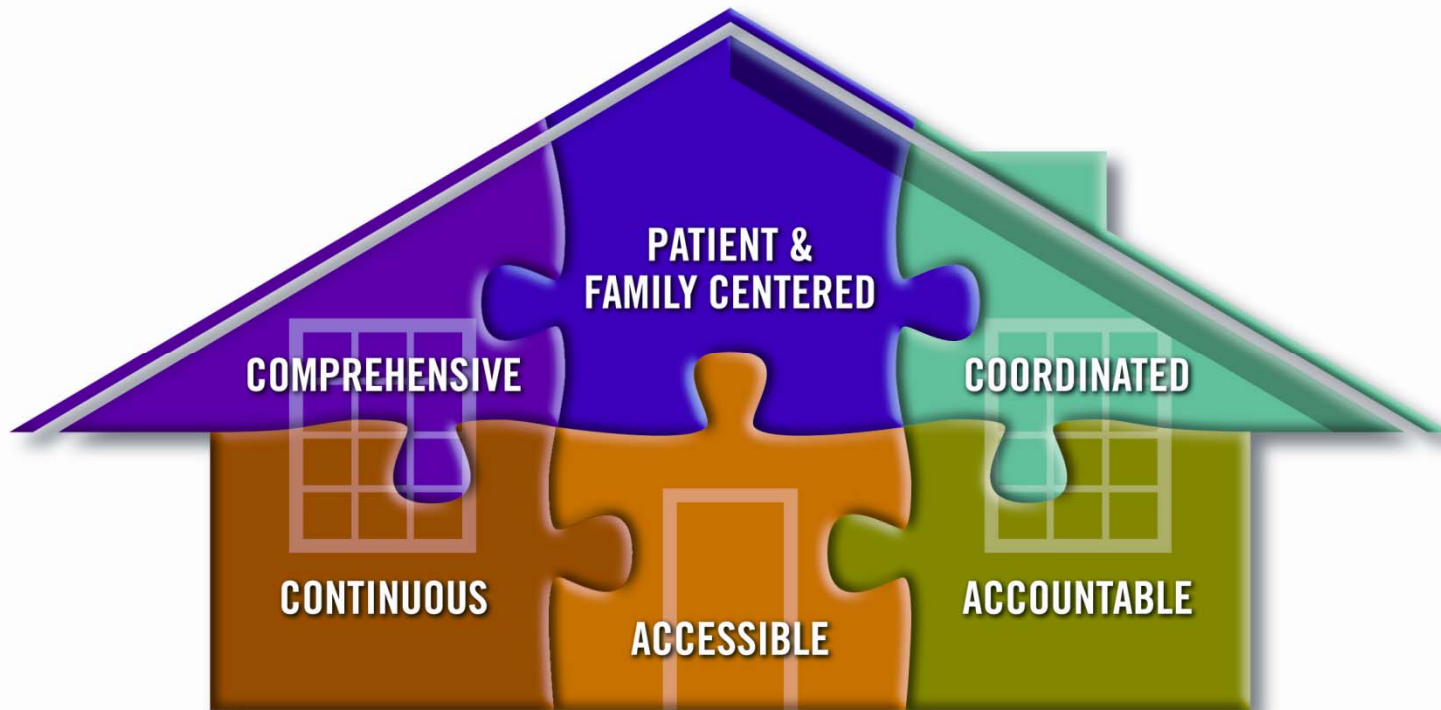 PATIENT &
FAMILY CENTERED
COMPREHENSIVE
COORDINATED
CONTINUOUS
ACCESSIBLE
ACCOUNTABLE